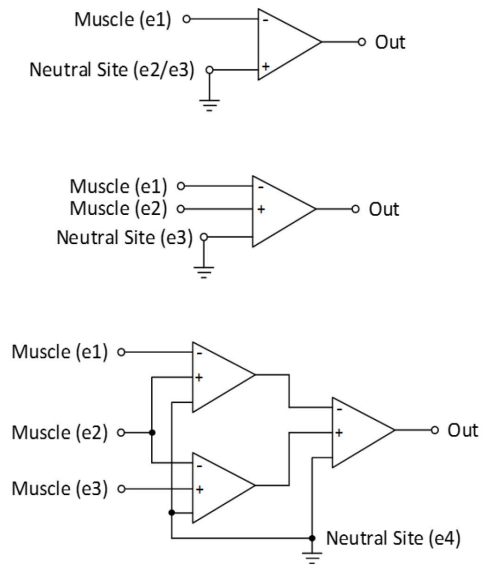 Muscle (e1)
-
Out
Neutral Site (e2/e3)
+
Muscle (e1)
-
Muscle (e2)
+
Out
Neutral Site (e3)
Muscle (e1)
-
+
-
Muscle (e2)
+
Out
-
Muscle (e3)
+
Neutral Site (e4)